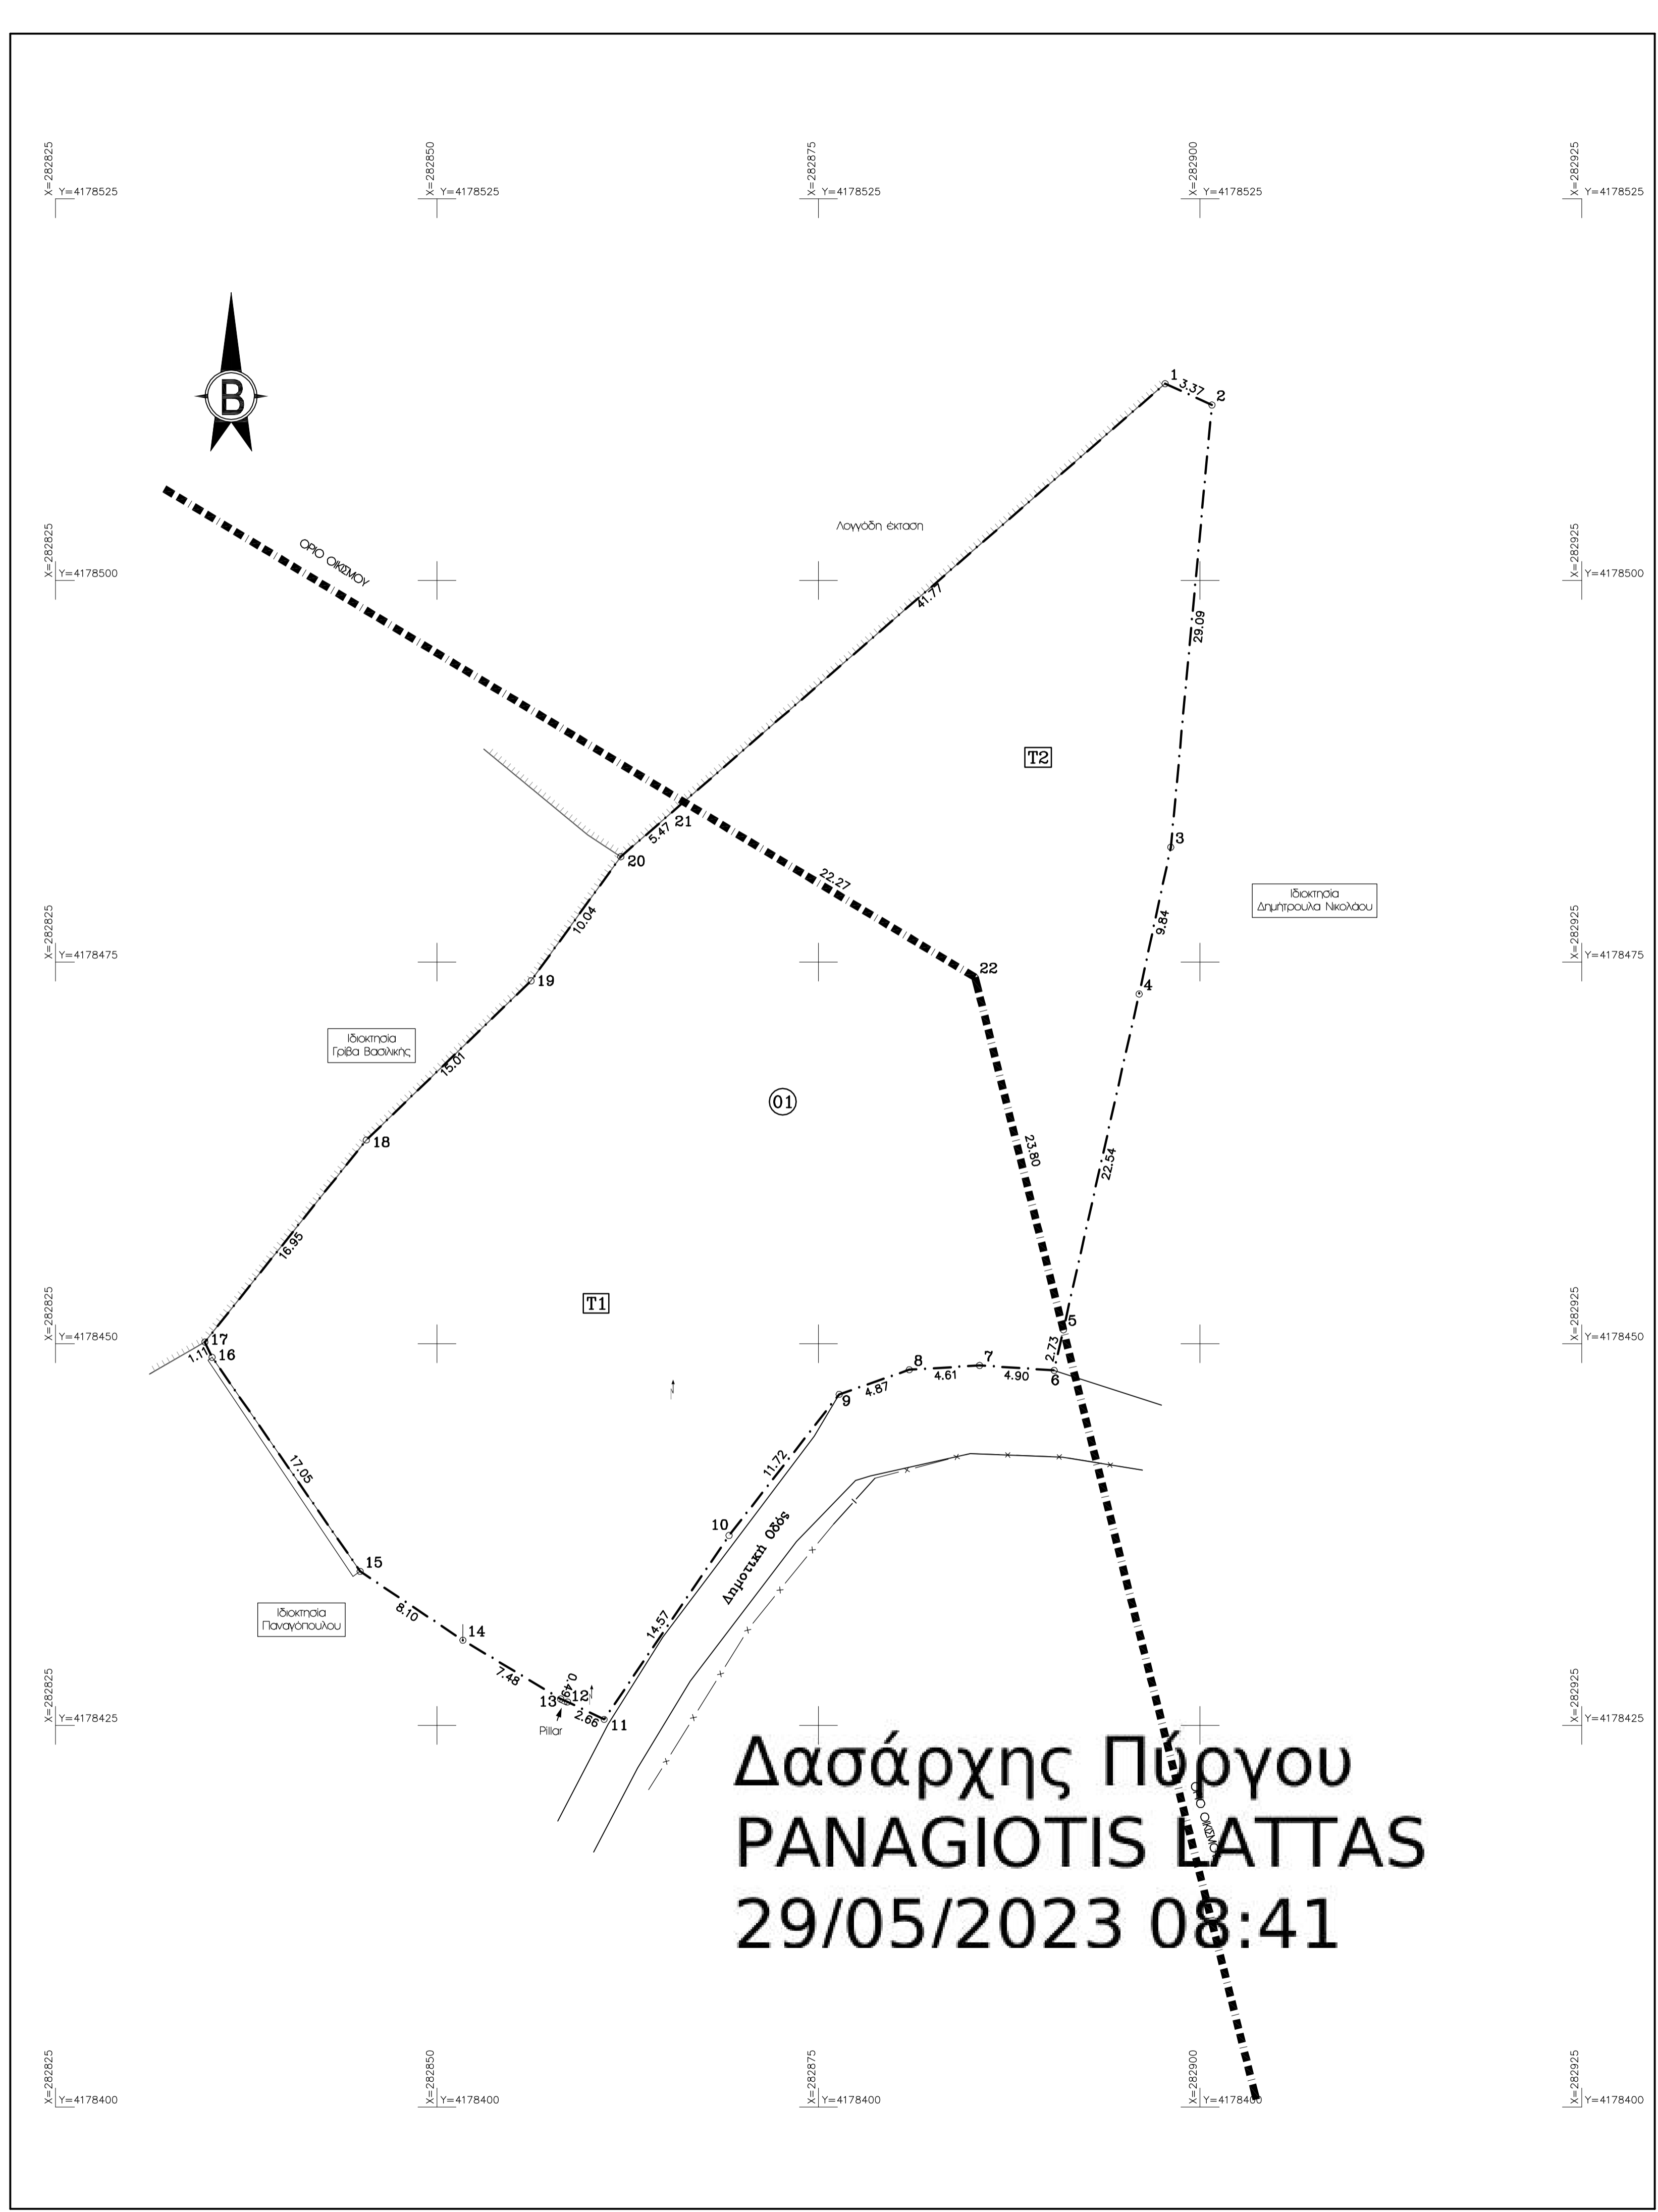 X=282825 X=282850 X=282875 X=282900 X=282925
Y=4178525 Y=4178525 Y=4178525 Y=4178525 Y=4178525
B
1
3.37
2
ΟΡΙΟ ΟΙΚΙΣΜΟΥ
Λογγόδη έκταση
X=282825 X=282925
Y=4178500 Y=4178500
41.77
29.09
T2
21
5.47
20
3
22.27
Ιδιοκτησία
Δημήτρουλα Νικολάου
10.04
9.84
X=282825 X=282925
Y=4178475 Y=4178475
22
19
4
Ιδιοκτησία
Γρίβα Βασιλικής
15.01
01
18
23.80
22.54
16.95
T1
X=282825 X=282925
Y=4178450 Y=4178450
5
17
1.11
16
2.73
8
7
6
4.61
4.90
4.87
9
17.05
11.72
10
Δημοτική Οδός
15
Ιδιοκτησία
Παναγόπουλου
8.10
14
14.57
7.48
0.49
13
12
2.66
11
Pillar
X=282825 X=282925
Y=4178425 Y=4178425
Δασάρχης Πύργου
PANAGIOTIS LATTAS
29/05/2023 08:41
ΟΡΙΟ ΟΙΚΙΣΜΟΥ
X=282825 X=282850 X=282875 X=282900 X=282925
Y=4178400 Y=4178400 Y=4178400 Y=4178400 Y=4178400